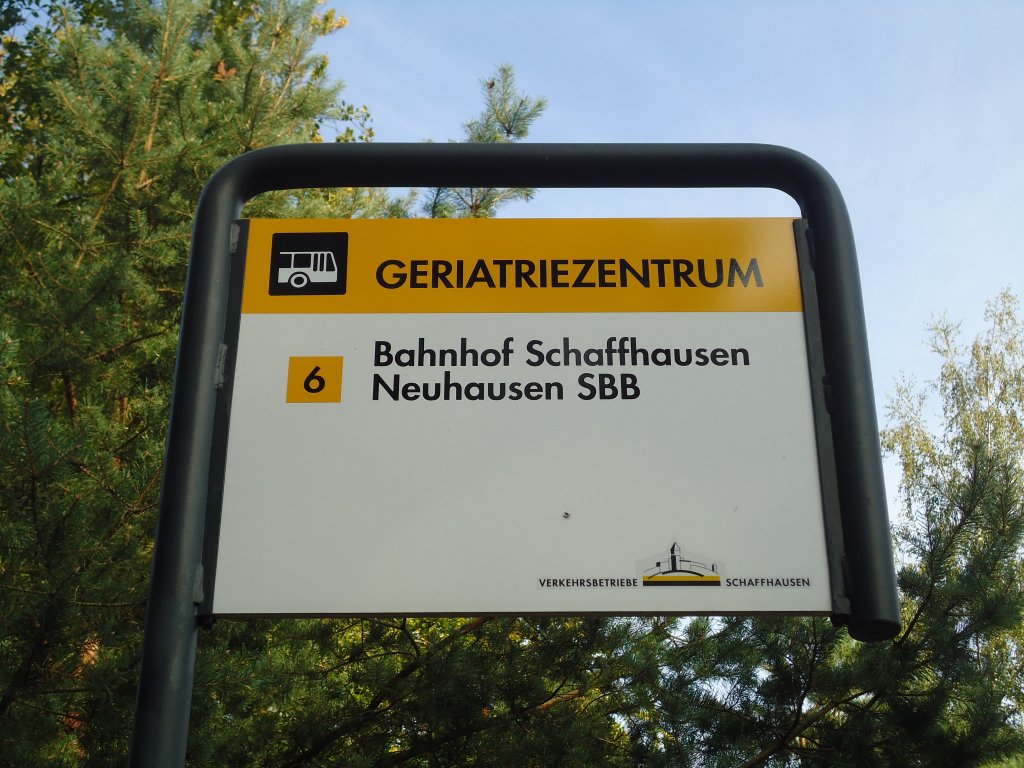 GERIATRIEZENTRUM
6 Bahnhof Schaffhausen
Neuhausen SBB
VERKEHRSBETRIEBE SCHAFFHAUSEN